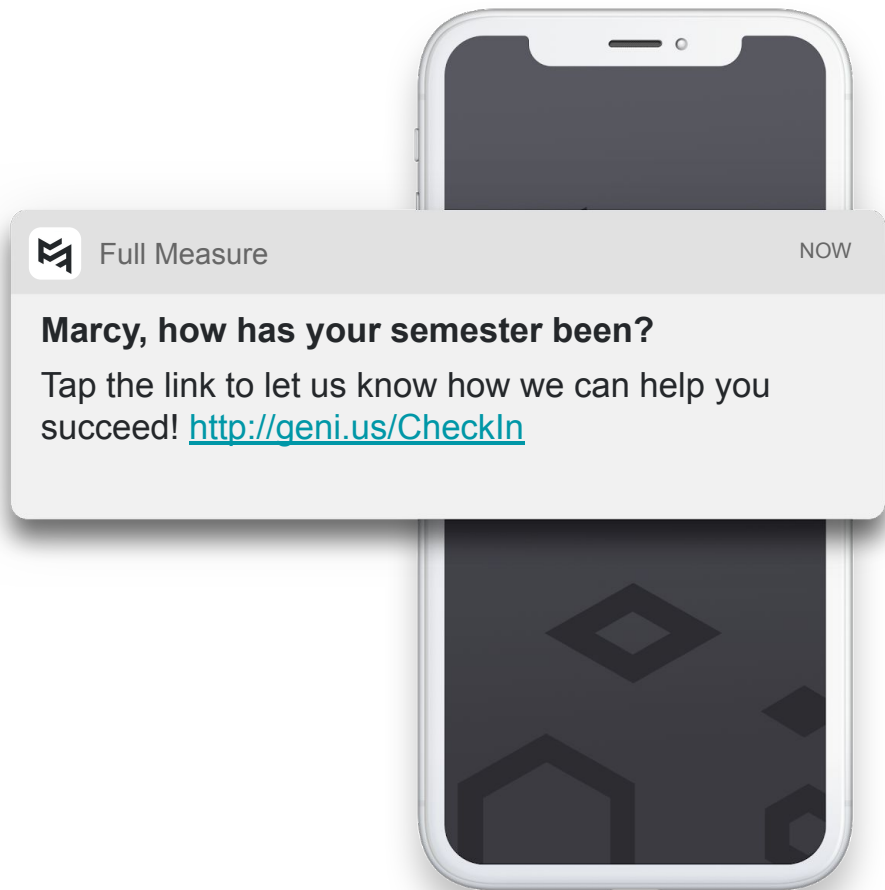 Full Measure
NOW
Marcy, how has your semester been?
Tap the link to let us know how we can help you
succeed! http://geni.us/CheckIn